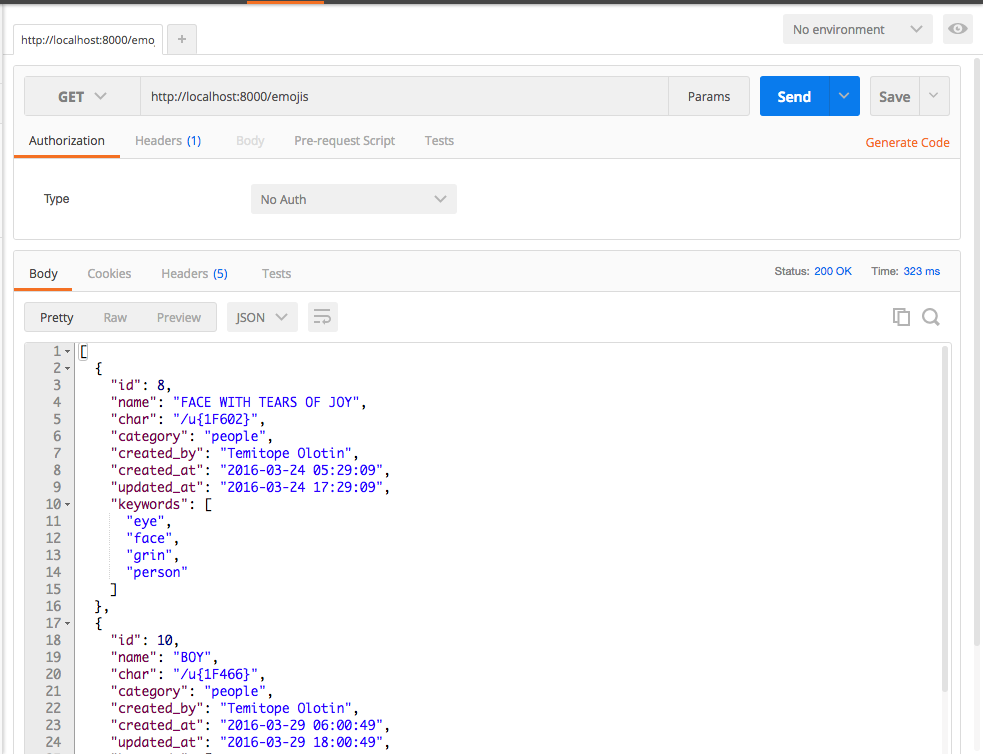 http://localhost:8000/emo
+
No environment
GET
http://localhost:8000/emojis
Params
Send
Save
Authorization
Headers (1)
Body
Pre-request Script
Tests
Generate Code
Type
No Auth
Body
Cookies
Headers (5)
Tests
Status: 200 OK
Time: 323 ms
Pretty
Raw
Preview
JSON
1 [
2 {
3 "id": 8,
4 "name": "FACE WITH TEARS OF JOY",
5 "char": "/u{1F602}",
6 "category": "people",
7 "created_by": "Temitope Olotin",
8 "created_at": "2016-03-24 05:29:09",
9 "updated_at": "2016-03-24 17:29:09",
10 "keywords": [
11 "eye",
12 "face",
13 "grin",
14 "person"
15 ]
16 },
17 {
18 "id": 10,
19 "name": "BOY",
20 "char": "/u{1F466}",
21 "category": "people",
22 "created_by": "Temitope Olotin",
23 "created_at": "2016-03-29 06:00:49",
24 "updated_at": "2016-03-29 18:00:49",